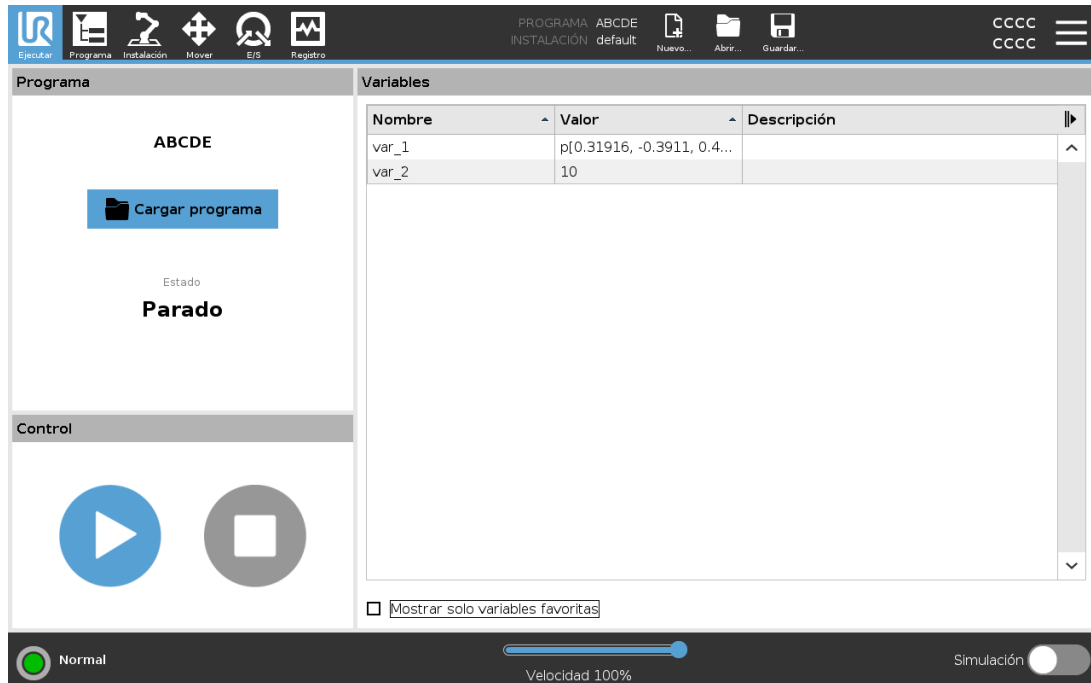 UR
Ejecutar Programa Instalación Mover E/S Registro
PROGRAMA ABCDE
INSTALACIÓN default
Nuevo... Abrir... Guardar...
CCCC
CCCC
Programa
ABCDE
Cargar programa
Estado
Parado
Control
Variables
Nombre Valor Descripción
var_1 p[0.31916, -0.3911, 0.4...
var_2 10
Mostrar solo variables favoritas
Normal
Velocidad 100%
Simulación